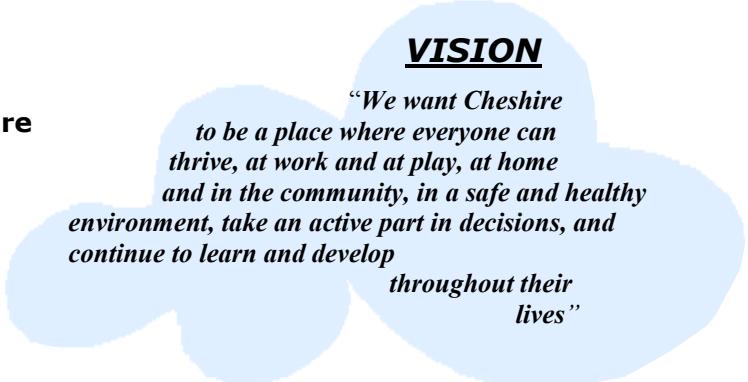 VISION
“We want Cheshire
re
to be a place where everyone can
thrive, at work and at play, at home
and in the community, in a safe and healthy
environment, take an active part in decisions, and
continue to learn and develop
throughout their
lives”